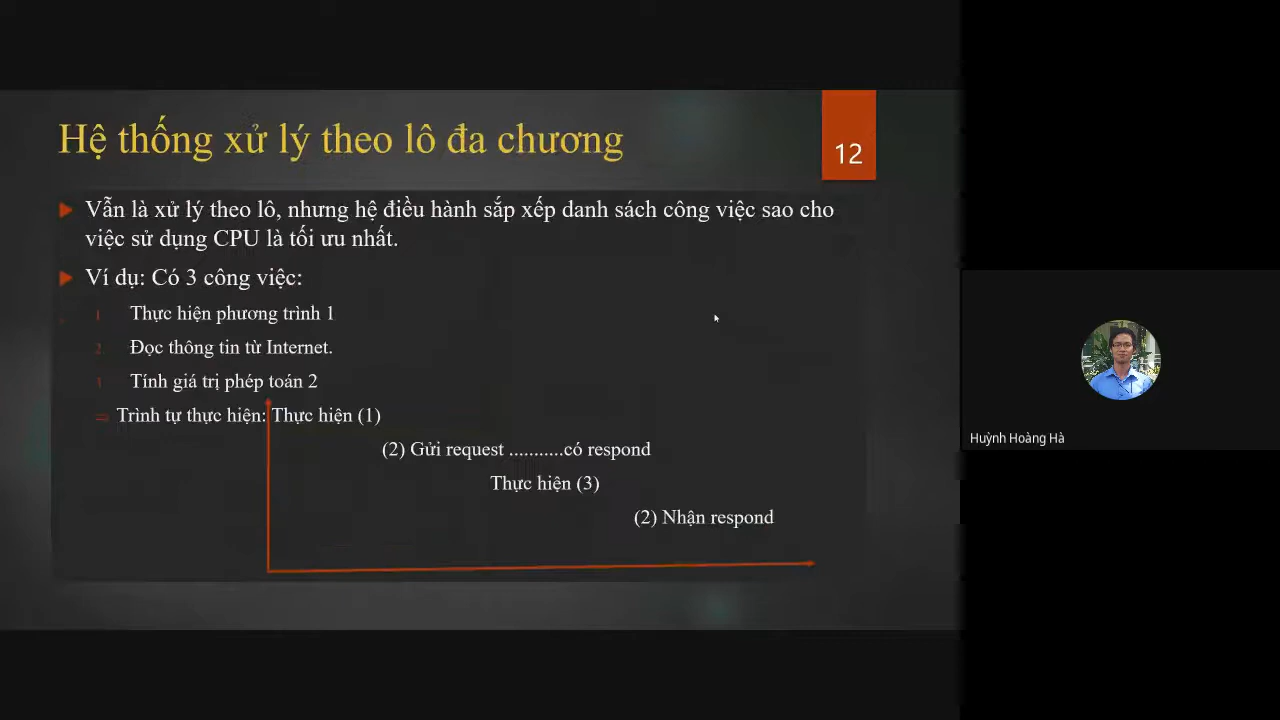 Hệ thống xử lý theo lô đa chương
12
Vẫn là xử lý theo lô, nhưng hệ điều hành sắp xếp danh sách công việc sao cho
việc sử dụng CPU là tối ưu nhất.
Ví dụ: Có 3 công việc:
1 Thực hiện phương trình 1
2 Đọc thông tin từ Internet.
3 Tính giá trị phép toán 2
⇒ Trình tự thực hiện: Thực hiện (1)
(2) Gửi request ...........có respond
Thực hiện (3)
(2) Nhận respond
Huỳnh Hoàng Hà